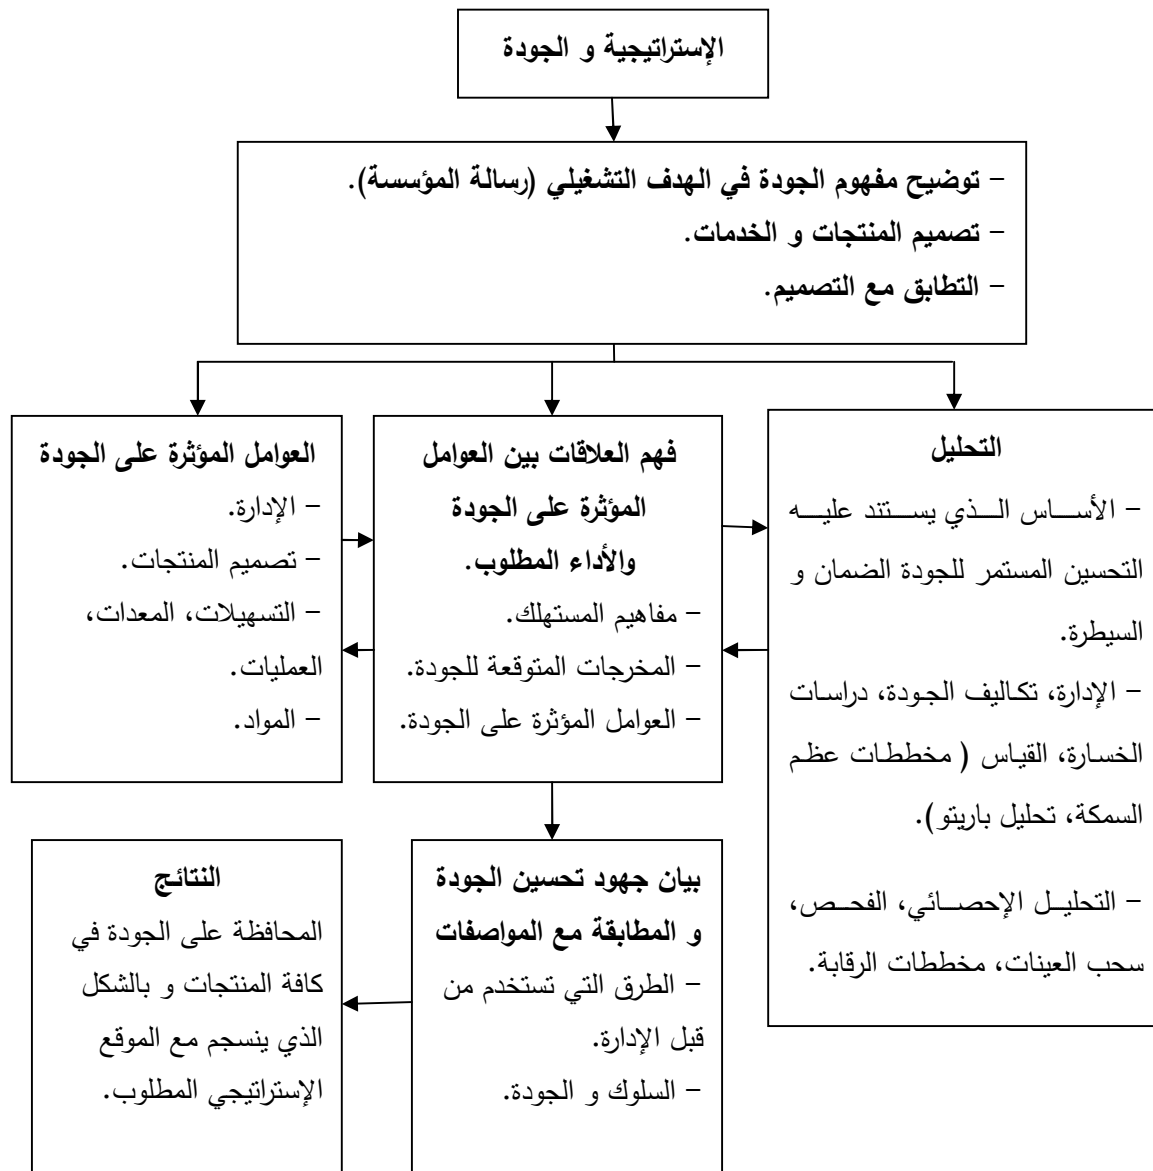 الإستراتيجية و الجودة
– توضيح مفهوم الجودة في الهدف التشغيلي (رسالة المؤسسة).
– تصميم المنتجات و الخدمات.
– التطابق مع التصميم.
التحليل
– الأساس الذي يستند عليه
التحسين المستمر للجودة الضمان و
السيطرة.
– الإدارة، تكاليف الجودة، دراسات
الخسارة، القياس ( مخططات عظم
السمكة، تحليل باريتو).
– التحليل الإحصائي، الفحص،
سحب العينات، مخططات الرقابة.
فهم العلاقات بين العوامل
المؤثرة على الجودة
والأداء المطلوب.
– مفاهيم المستهلك.
– المخرجات المتوقعة للجودة.
– العوامل المؤثرة على الجودة.
العوامل المؤثرة على الجودة
– الإدارة.
– تصميم المنتجات.
– التسهيلات، المعدات،
العمليات.
– المواد.
بيان جهود تحسين الجودة
و المطابقة مع المواصفات
– الطرق التي تستخدم من
قبل الإدارة.
– السلوك و الجودة.
النتائج
المحافظة على الجودة في
كافة المنتجات و بالشكل
الذي ينسجم مع الموقع
الإستراتيجي المطلوب.